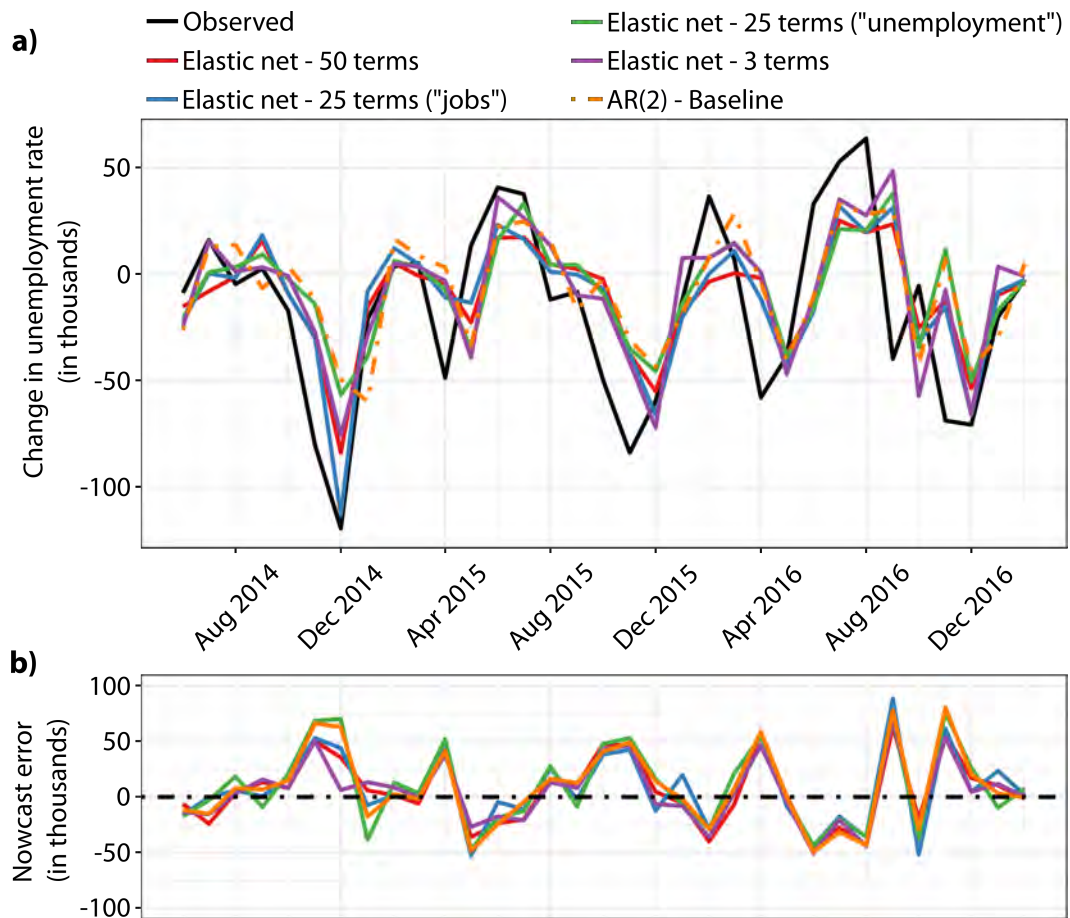 a)
Observed
Elastic net - 50 terms
Elastic net - 25 terms ("jobs")
Elastic net - 25 terms ("unemployment")
Elastic net - 3 terms
AR(2) - Baseline
Change in unemployment rate
(in thousands)
50
0
-50
-100
Aug 2014
Dec 2014
Apr 2015
Aug 2015
Dec 2015
Apr 2016
Aug 2016
Dec 2016
b)
Nowcast error
(in thousands)
100
50
0
-50
-100